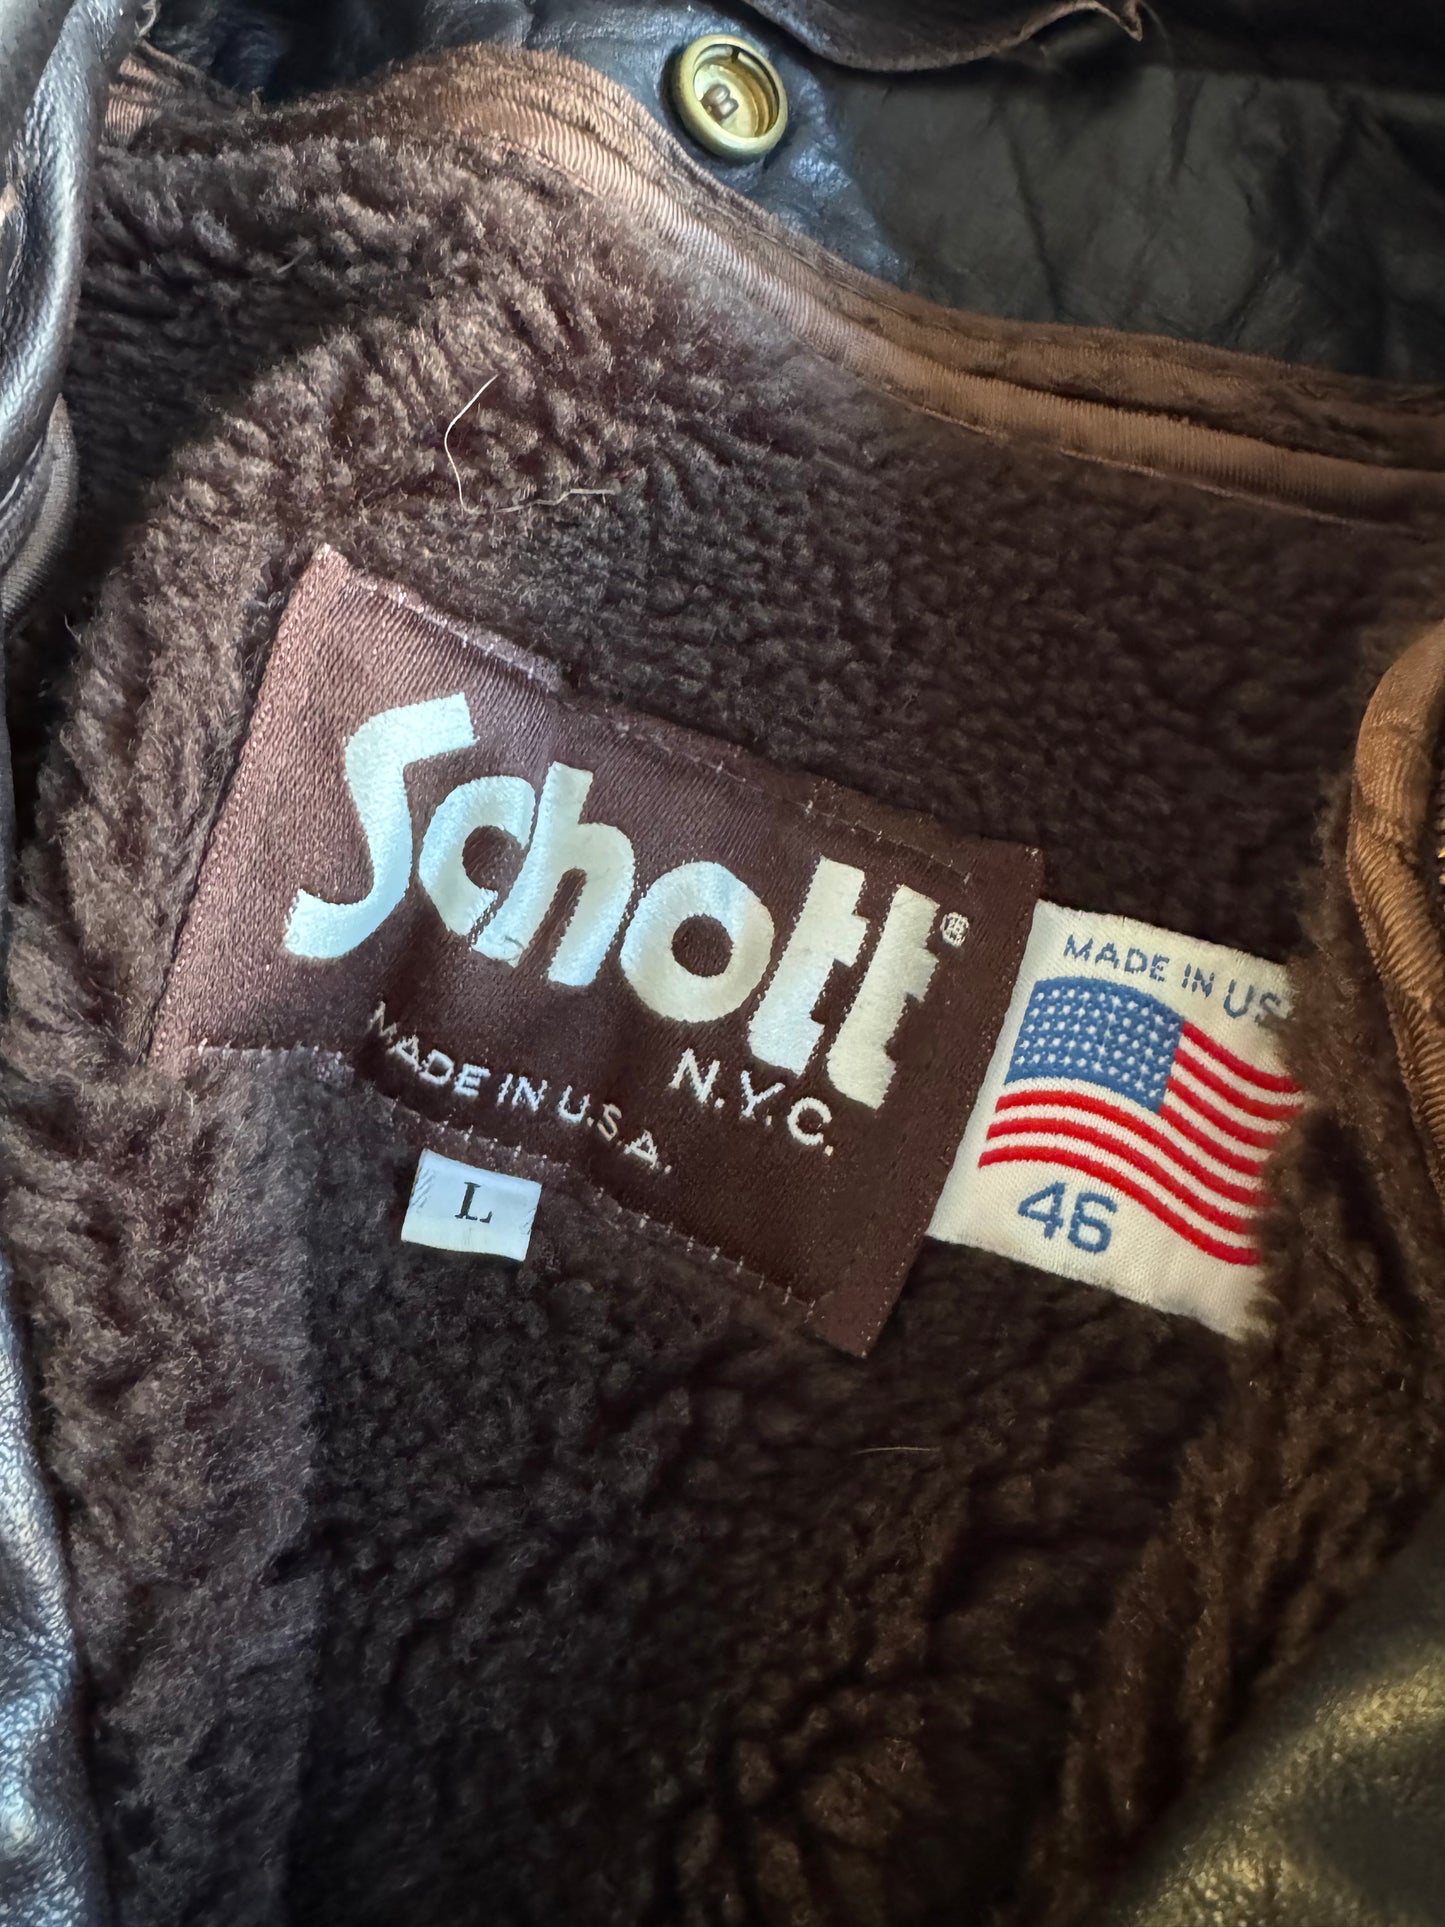 Schott®
N.Y.C.
MADE IN U.S.A.
L
MADE IN US
46